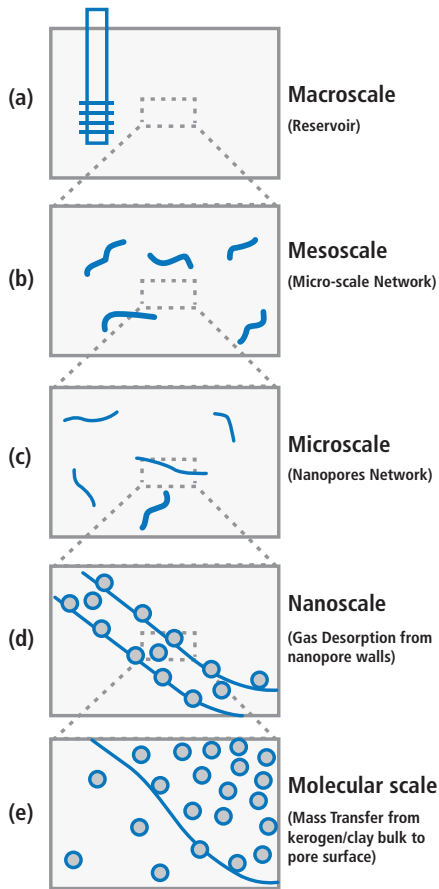 (a)
Macroscale
(Reservoir)
(b)
Mesoscale
(Micro-scale Network)
(c)
Microscale
(Nanopores Network)
(d)
Nanoscale
(Gas Desorption from
nanopore walls)
(e)
Molecular scale
(Mass Transfer from
kerogen/clay bulk to
pore surface)